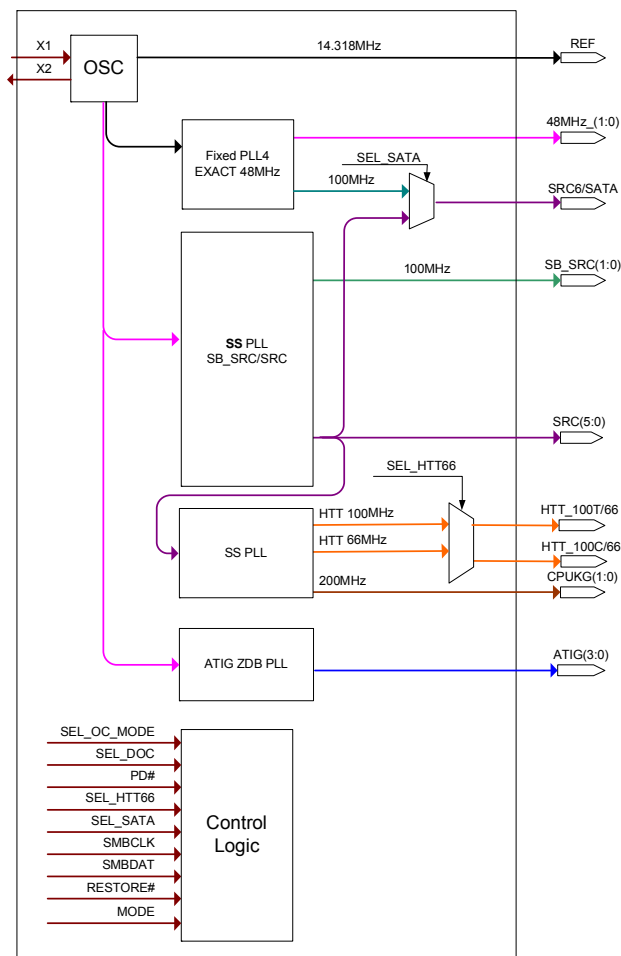 X1
X2
OSC
14.318MHz
REF
Fixed PLL4
EXACT 48MHz
48MHz_(1:0)
SEL_SATA
100MHz
SRC6/SATA
100MHz
SB_SRC(1:0)
SS PLL
SB_SRC/SRC
SRC(5:0)
SEL_HTT66
HTT 100MHz
HTT_100T/66
HTT 66MHz
HTT_100C/66
SS PLL
200MHz
CPUKG(1:0)
ATIG ZDB PLL
ATIG(3:0)
SEL_OC_MODE
SEL_DOC
PD#
SEL_HTT66
SEL_SATA
SMBCLK
SMBDAT
RESTORE#
MODE
Control
Logic